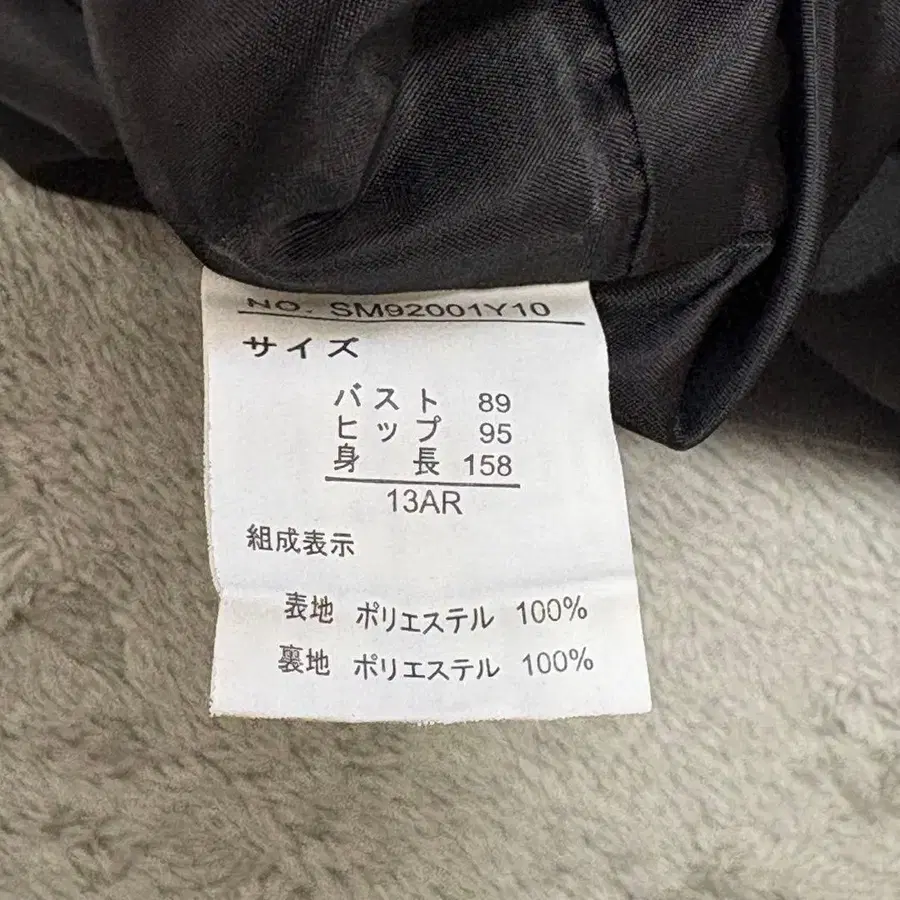 NO. SM92001Y10
サイズ
バスト 89
ヒップ 95
身長 158
13AR
組成表示
表地 ポリエステル 100%
裏地 ポリエステル 100%